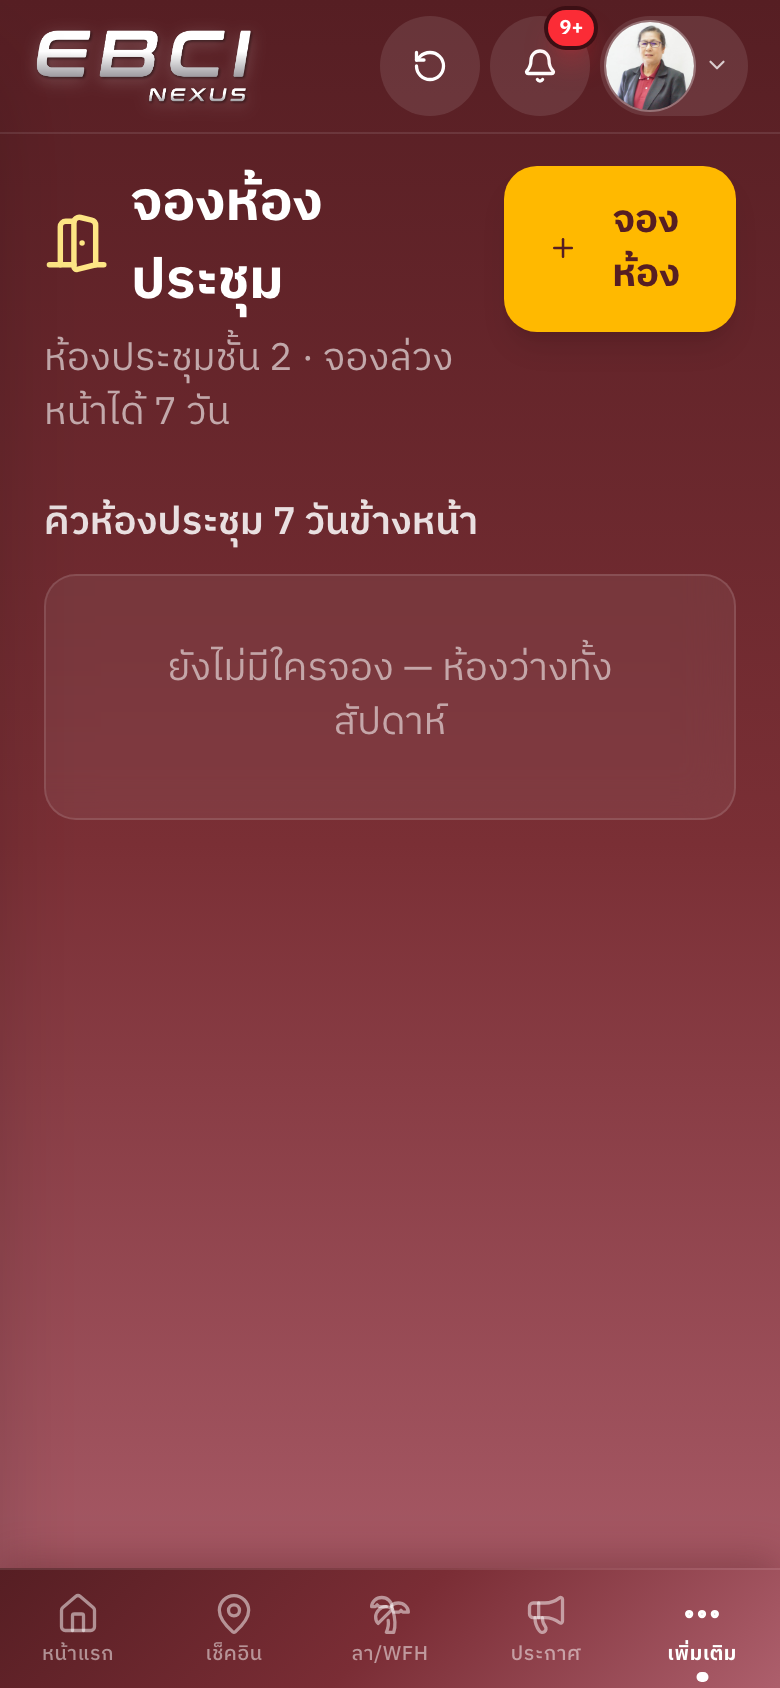 EBCI
NEXUS
9+
จองห้อง
ประชุม
จอง
ห้อง
ห้องประชุมชั้น 2 · จองล่วง
หน้าได้ 7 วัน
คิวห้องประชุม 7 วันข้างหน้า
ยังไม่มีใครจอง — ห้องว่างทั้ง
สัปดาห์
หน้าแรก
เช็คอิน
ลา/WFH
ประกาศ
เพิ่มเติม